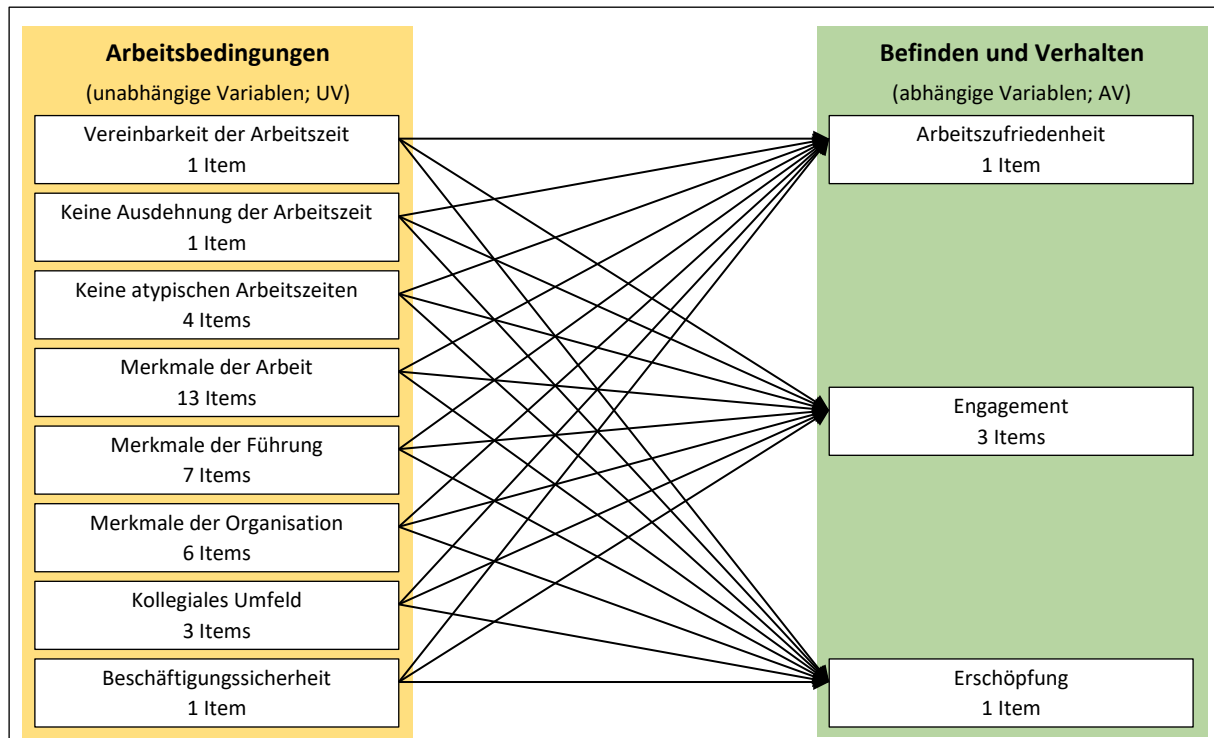 Arbeitsbedingungen
(unabhängige Variablen; UV)
Vereinbarkeit der Arbeitszeit
1 Item
Keine Ausdehnung der Arbeitszeit
1 Item
Keine atypischen Arbeitszeiten
4 Items
Merkmale der Arbeit
13 Items
Merkmale der Führung
7 Items
Merkmale der Organisation
6 Items
Kollegiales Umfeld
3 Items
Beschäftigungssicherheit
1 Item
Befinden und Verhalten
(abhängige Variablen; AV)
Arbeitszufriedenheit
1 Item
Engagement
3 Items
Erschöpfung
1 Item